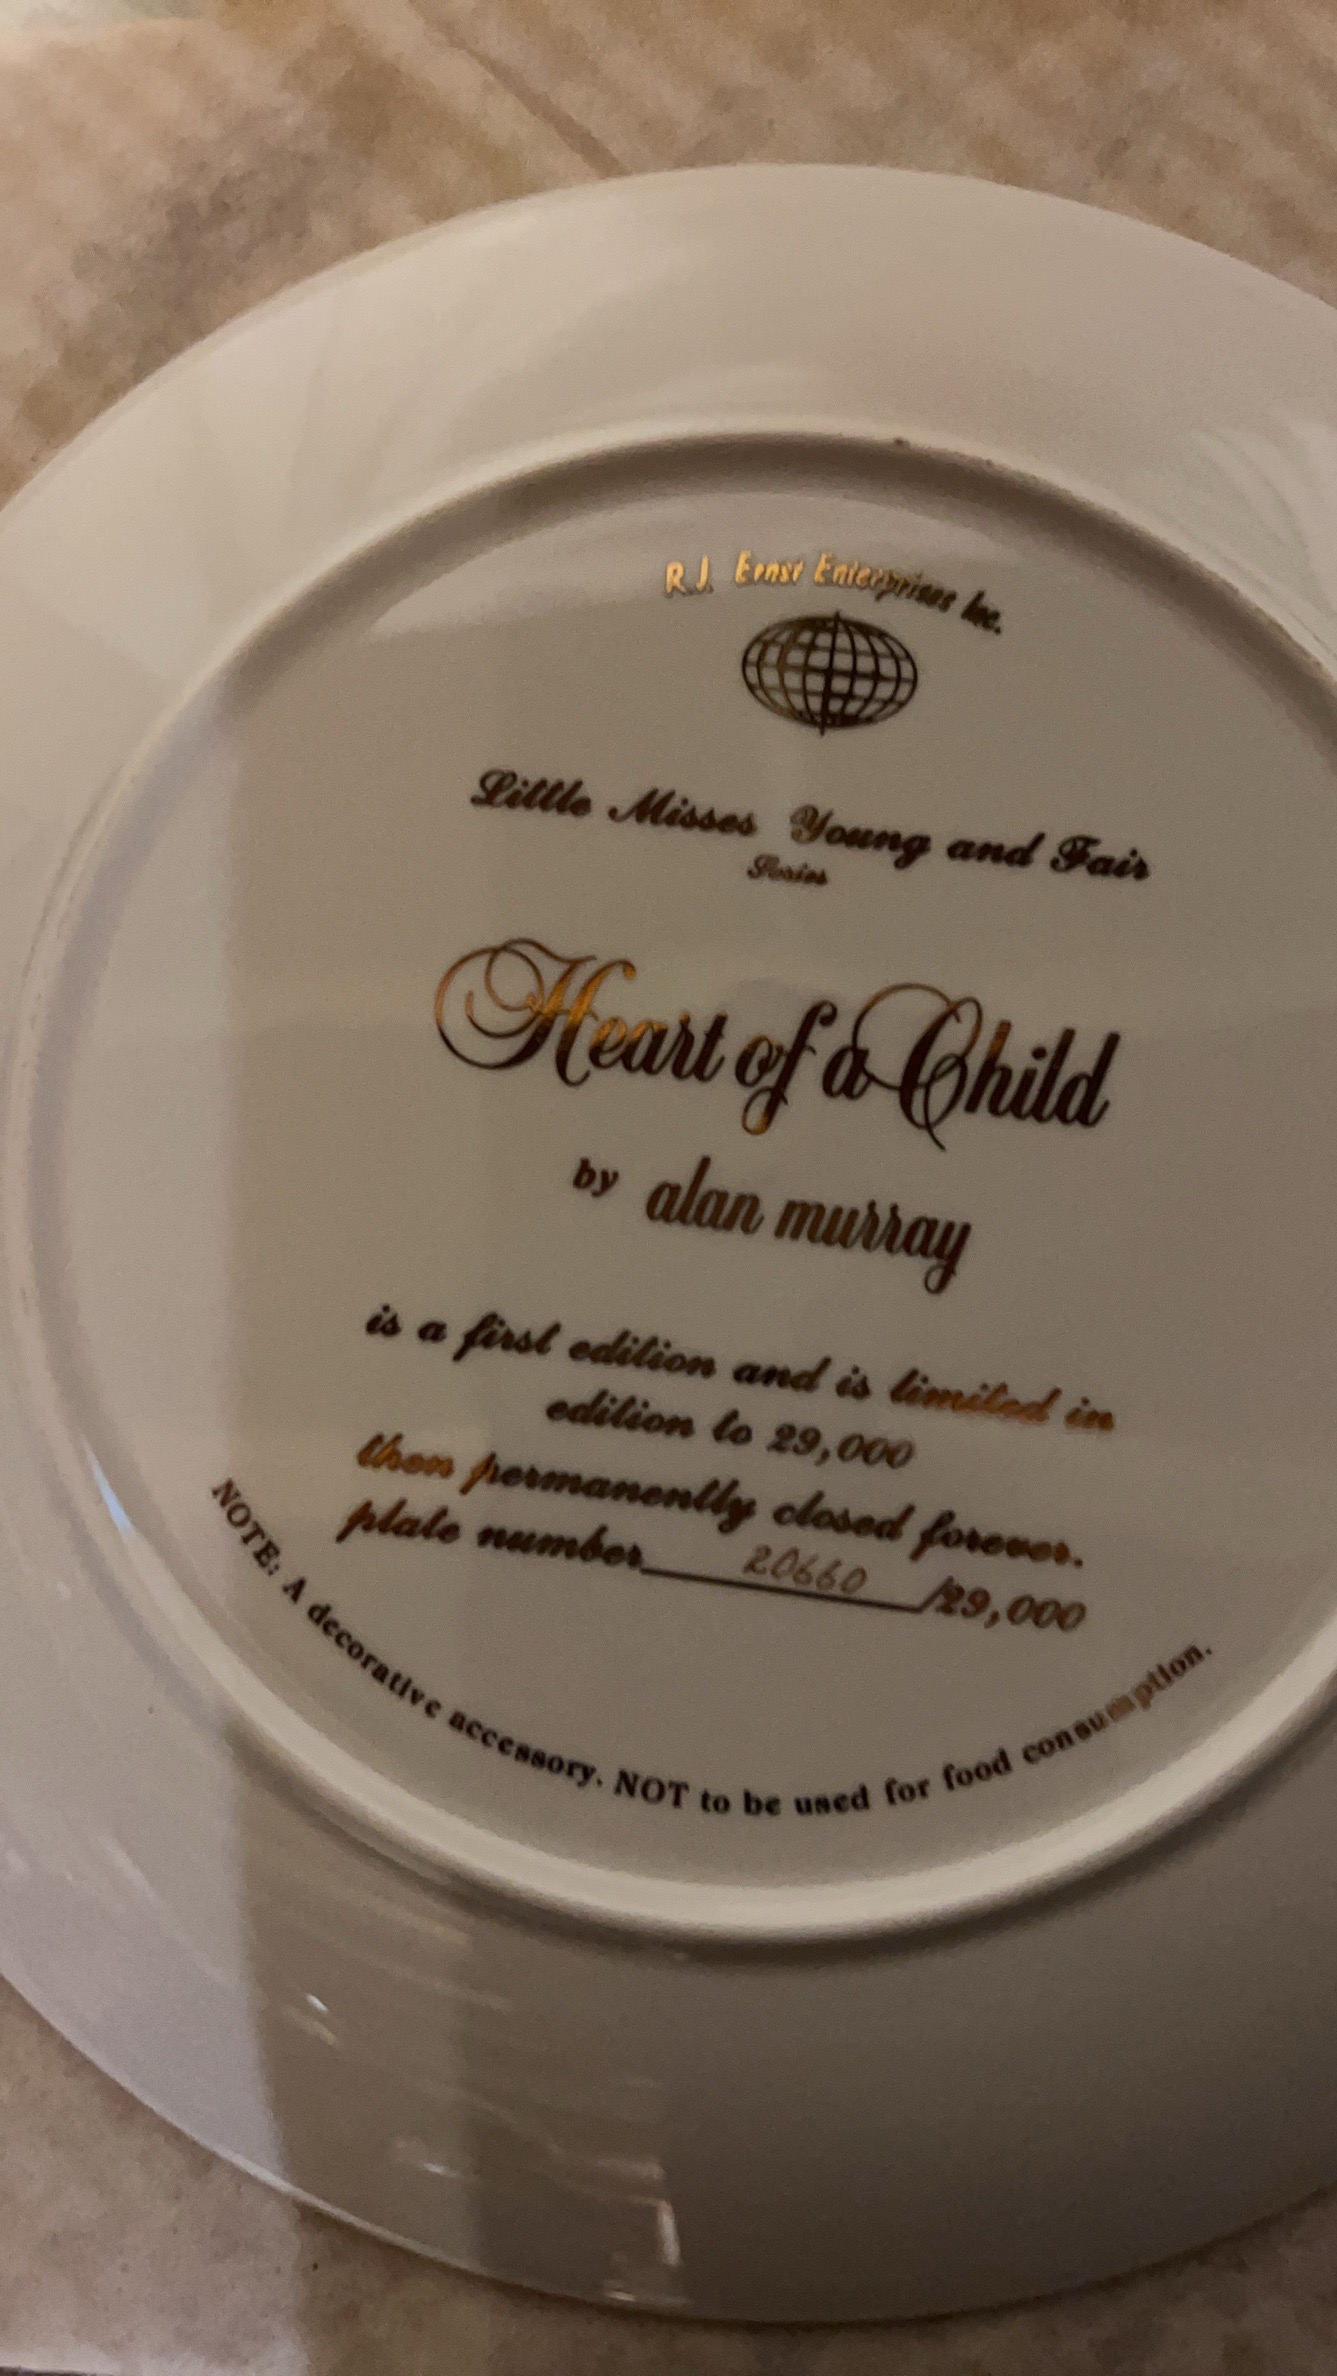 R.J. Ernst Enterprises Inc.
Little Misses Young and Fair
Series
Heart of a Child
by alan murray
is a first edition and is limited in
edition to 29,000
then permanently closed forever.
plate number 20660 /29,000
NOTE: A decorative accessory. NOT to be used for food consumption.